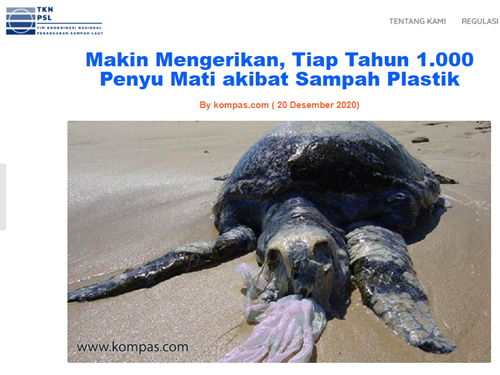 TKN
PSL
TIM KOORDINASI NASIONAL
PENANGANAN SAMPAH LAUT
TENTANG KAMI REGULASI
Makin Mengerikan, Tiap Tahun 1.000
Penyu Mati akibat Sampah Plastik
By kompas.com ( 20 Desember 2020)
www.kompas.com